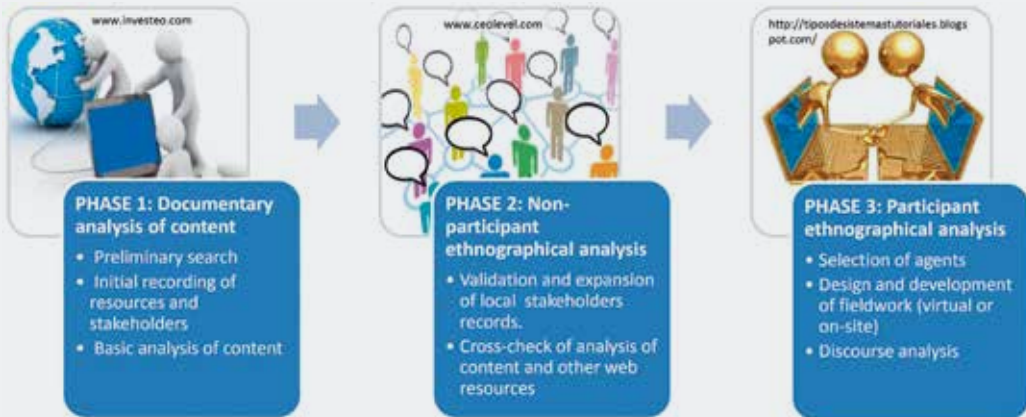 www.investeo.com
PHASE 1: Documentary
analysis of content
• Preliminary search
• Initial recording of
resources and
stakeholders
• Basic analysis of content
www.ceolevel.com
PHASE 2: Non-
participant
ethnographical analysis
• Validation and expansion
of local stakeholders
records.
• Cross-check of analysis of
content and other web
resources
http://tiposdesistemastutoriales.blogs
pot.com/
PHASE 3: Participant
ethnographical analysis
• Selection of agents
• Design and development
of fieldwork (virtual or
on-site)
• Discourse analysis